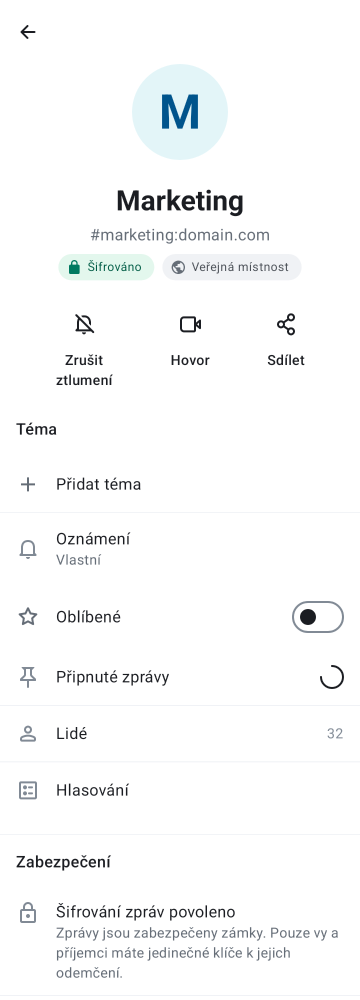 M
Marketing
#marketing:domain.com
Šifrováno
Veřejná místnost
Zrušit
ztlumení
Hovor
Sdílet
Téma
Přidat téma
Oznámení
Vlastní
Oblíbené
Připnuté zprávy
Lidé
32
Hlasování
Zabezpečení
Šifrování zpráv povoleno
Zprávy jsou zabezpečeny zámky. Pouze vy a
příjemci máte jedinečné klíče k jejich
odemčení.